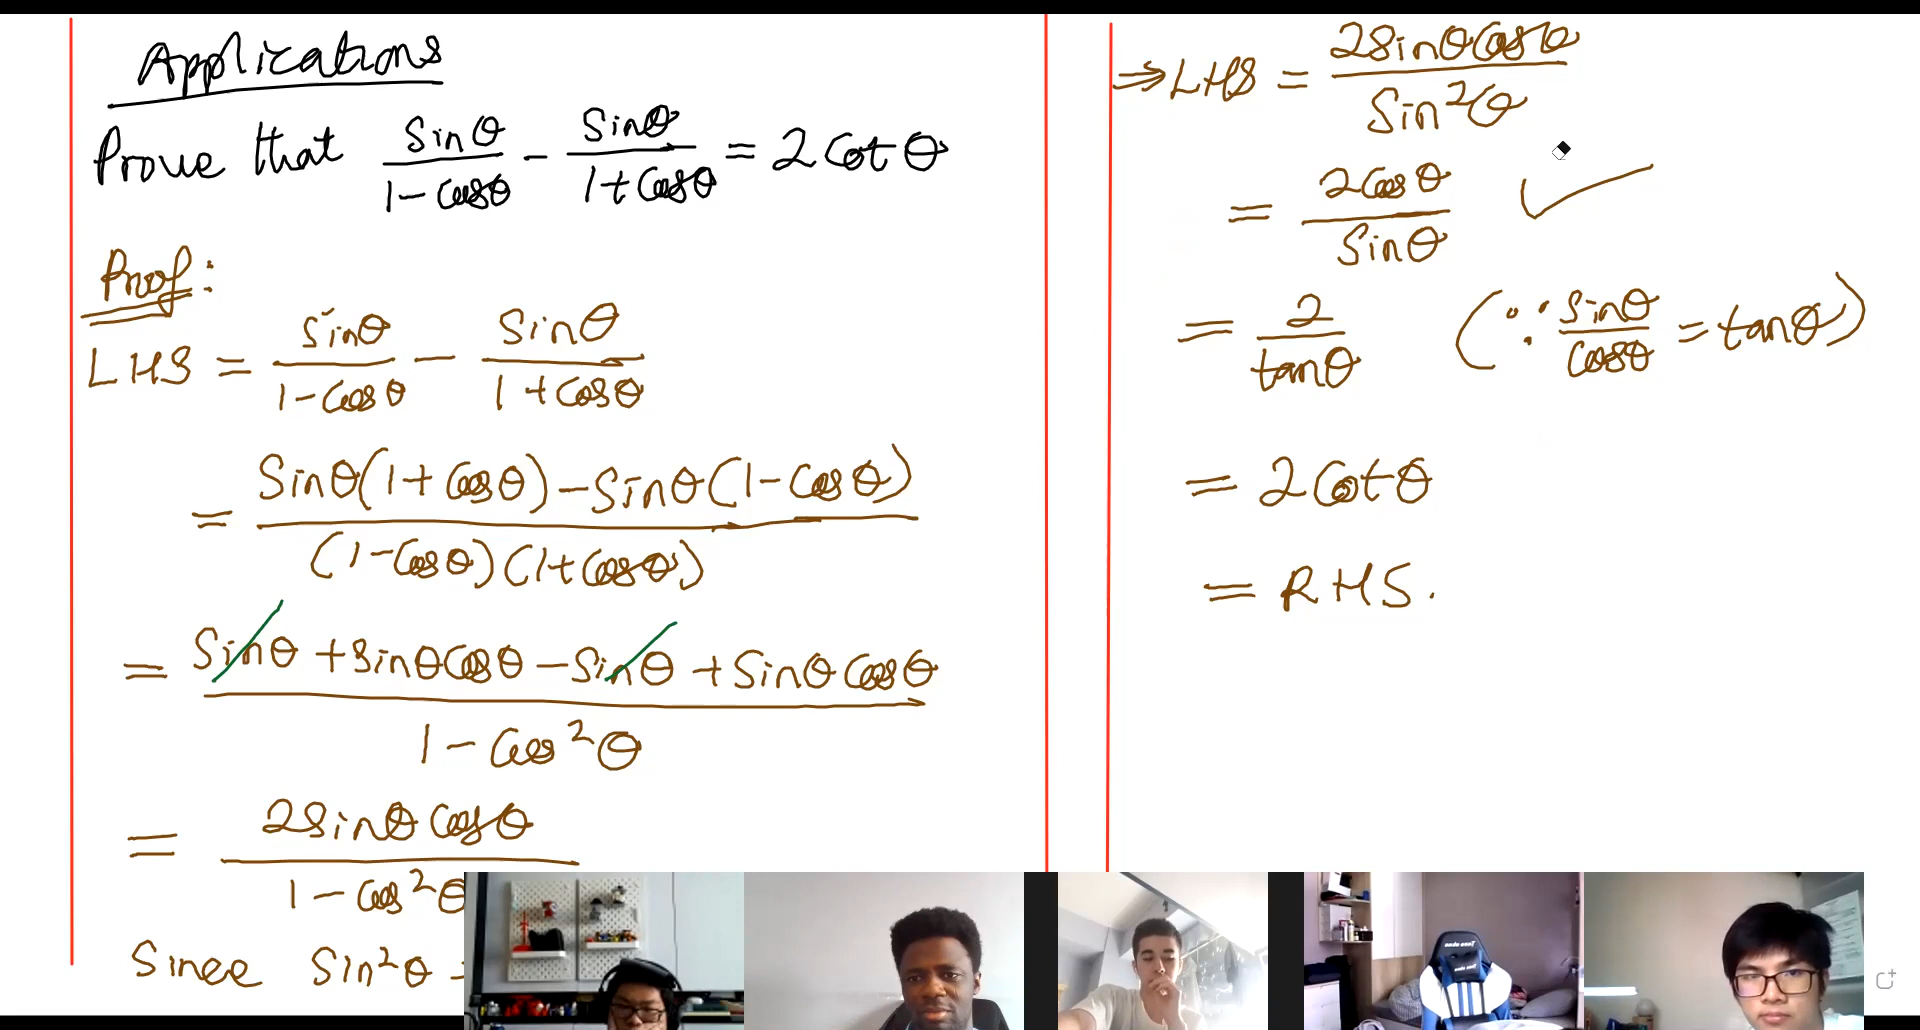 Applications
Prove that sinθ/(1-cosθ) - sinθ/(1+cosθ) = 2cotθ
Proof:
LHS = sinθ/(1-cosθ) - sinθ/(1+cosθ)
= (sinθ(1+cosθ) - sinθ(1-cosθ))/((1-cosθ)(1+cosθ))
= (sinθ + sinθcosθ - sinθ + sinθcosθ)/(1-cos²θ)
= 2sinθcosθ/(1-cos²θ)
Since sin²θ =
⇒ LHS = 2sinθcosθ/sin²θ
= 2cosθ/sinθ
= 2/tanθ (∵ sinθ/cosθ = tanθ)
= 2cotθ
= RHS.